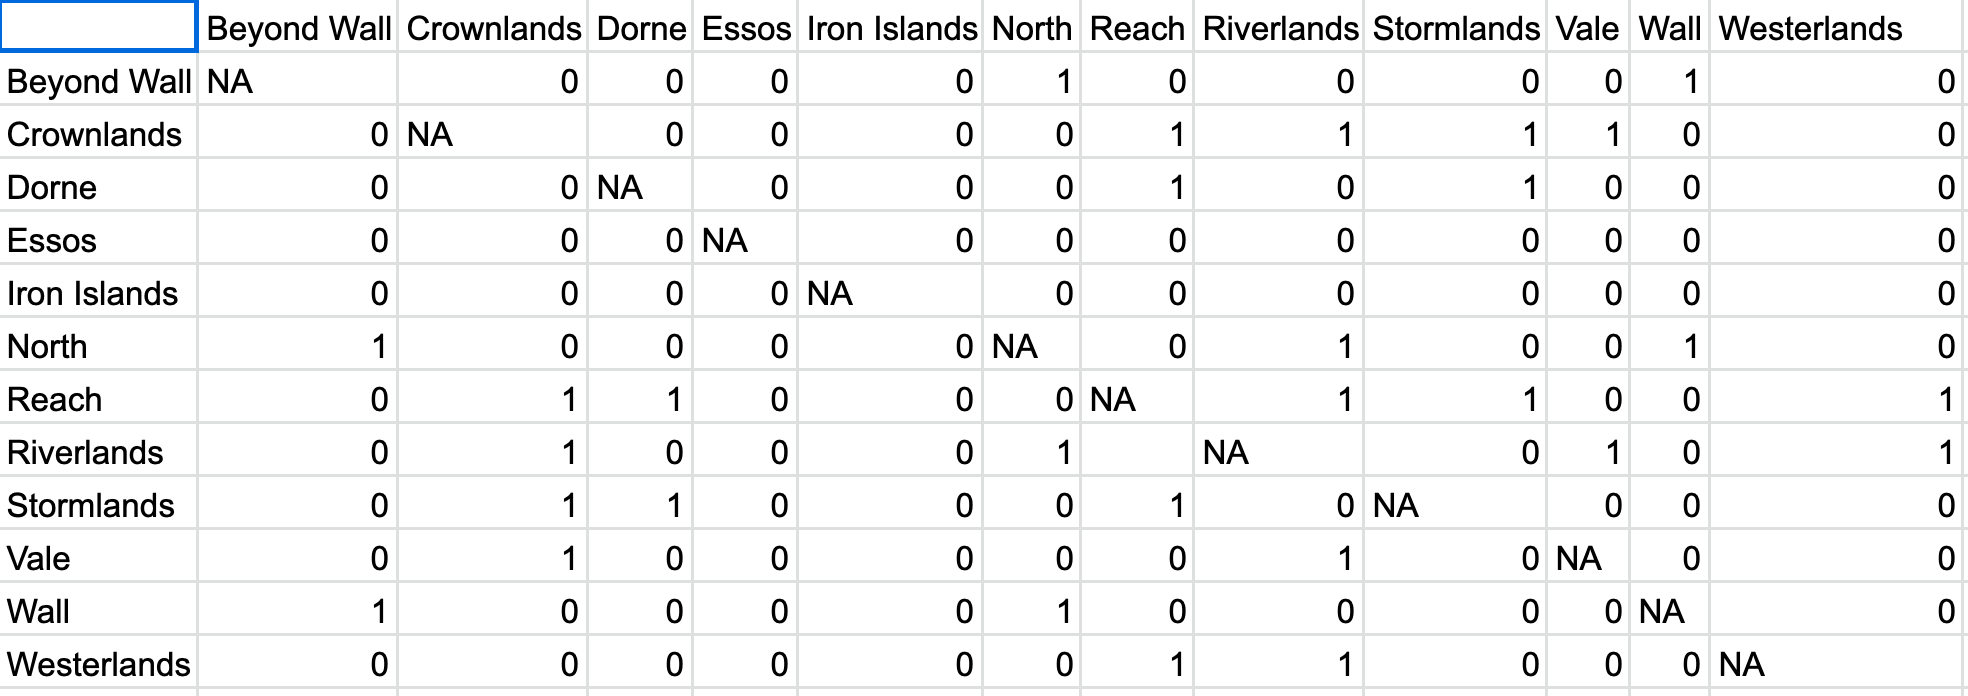 Beyond Wall Crownlands Dorne Essos Iron Islands North Reach Riverlands Stormlands Vale Wall Westerlands
Beyond Wall NA 0 0 0 0 1 0 0 0 0 1 0
Crownlands 0 NA 0 0 0 0 1 1 1 1 0 0
Dorne 0 0 NA 0 0 0 1 0 1 0 0 0
Essos 0 0 0 NA 0 0 0 0 0 0 0 0
Iron Islands 0 0 0 0 NA 0 0 0 0 0 0 0
North 1 0 0 0 0 NA 0 1 0 0 1 0
Reach 0 1 1 0 0 0 NA 1 1 0 0 1
Riverlands 0 1 0 0 0 1 NA 0 1 0 1
Stormlands 0 1 1 0 0 0 1 0 NA 0 0 0
Vale 0 1 0 0 0 0 0 1 0 NA 0 0
Wall 1 0 0 0 0 1 0 0 0 0 NA 0
Westerlands 0 0 0 0 0 0 1 1 0 0 0 NA